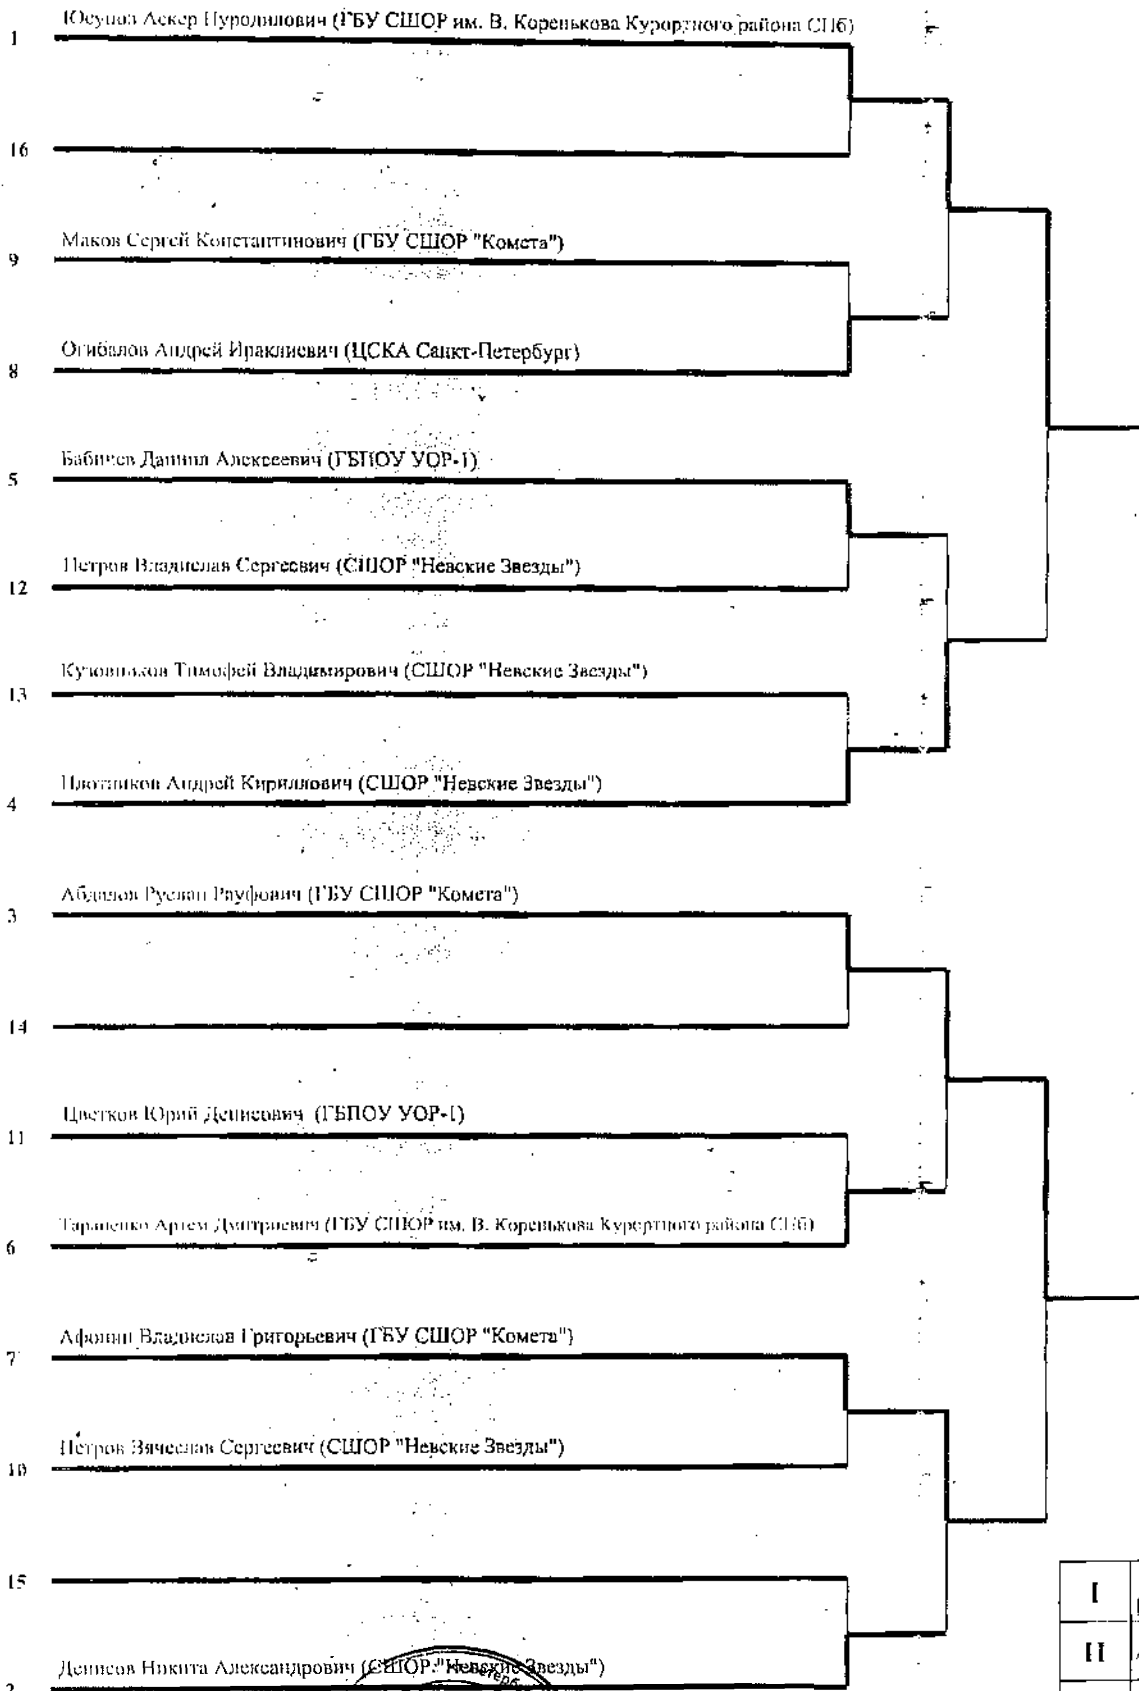 Юсупов Аскер Нуродилович (ГБУ СШОР им. В. Коренькова Курортного района СПб)
1
16
Маков Сергей Константинович (ГБУ СШОР "Комета")
9
Огибалов Андрей Ираклиевич (ЦСКА Санкт-Петербург)
8
Бабичев Даниил Алексеевич (ГБПОУ УОР-1)
5
Петров Владислав Сергеевич (СШОР "Невские Звезды")
12
Тимофей Владимирович (СШОР "Невские Звезды")
13
Плотников Андрей Кириллович (СШОР "Невские Звезды")
4
Руслан Рауфович (ГБУ СШОР "Комета")
3
14
Цветков Юрий Денисович (ГБПОУ УОР-1)
11
Тараненко Артем Дмитриевич (ГБУ СШОР им. В. Коренькова Курортного района СПб)
6
Афонин Владислав Григорьевич (ГБУ СШОР "Комета")
7
Петров Вячеслав Сергеевич (СШОР "Невские Звезды")
10
15
I
II
Денисов Никита Александрович (СШОР "Невские Звезды")
2